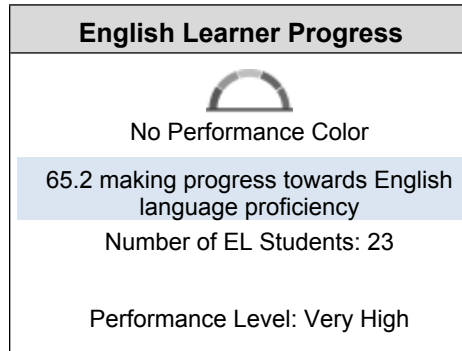 English Learner Progress
No Performance Color
65.2 making progress towards English
language proficiency
Number of EL Students: 23
Performance Level: Very High